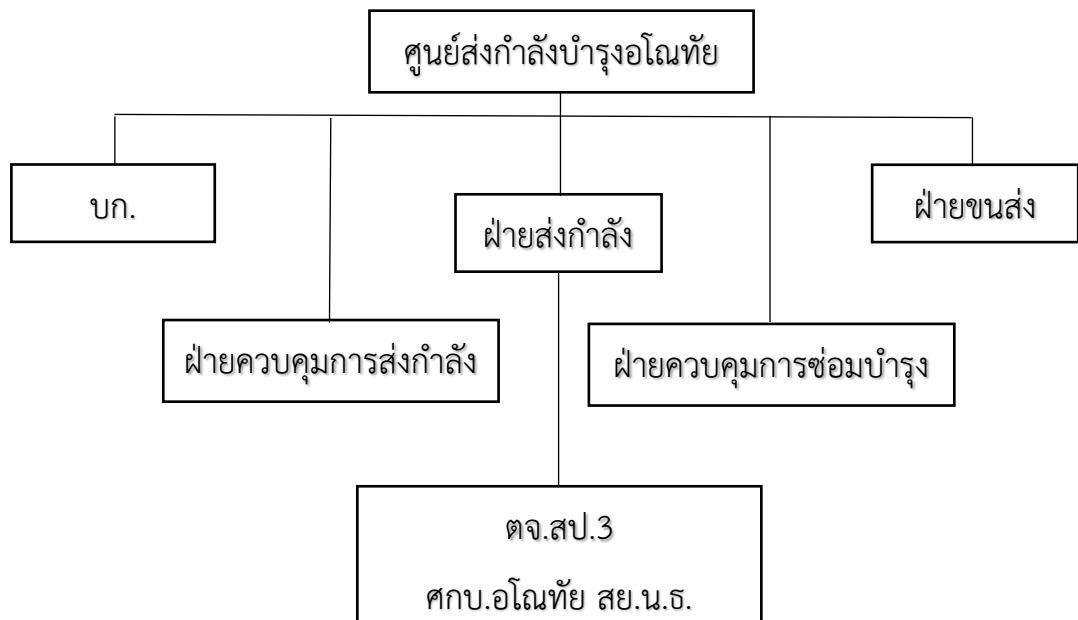 ศูนย์ส่งกำลังบำรุงอโณทัย
บก.
ฝ่ายส่งกำลัง
ฝ่ายขนส่ง
ฝ่ายควบคุมการส่งกำลัง
ฝ่ายควบคุมการซ่อมบำรุง
ตจ.สป.3
ศกบ.อโณทัย สย.น.ธ.